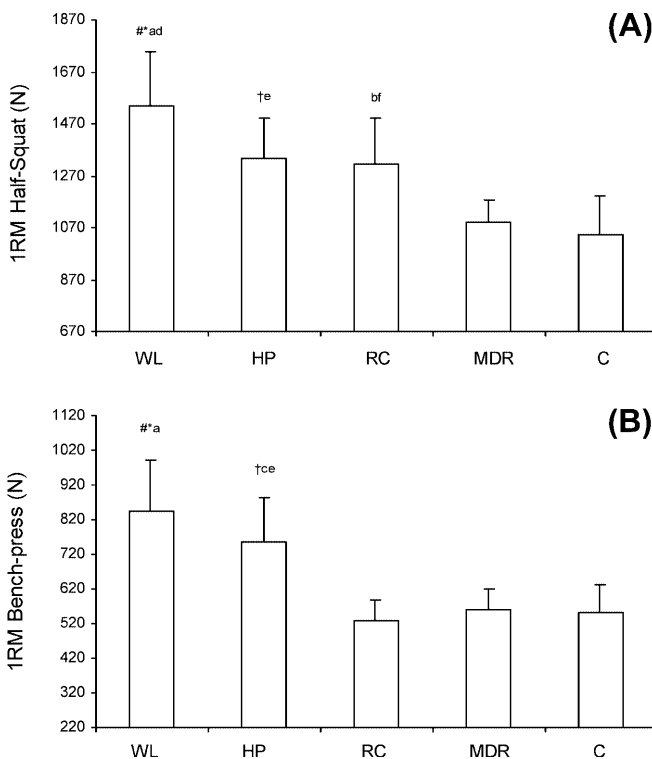 (A)
1RM Half-Squat (N)
1870
1670
1470
1270
1070
870
670
#*ad
†e
bf
WL HP RC MDR C
(B)
1RM Bench-press (N)
1120
1020
920
820
720
620
520
420
320
220
#*a
†ce
WL HP RC MDR C